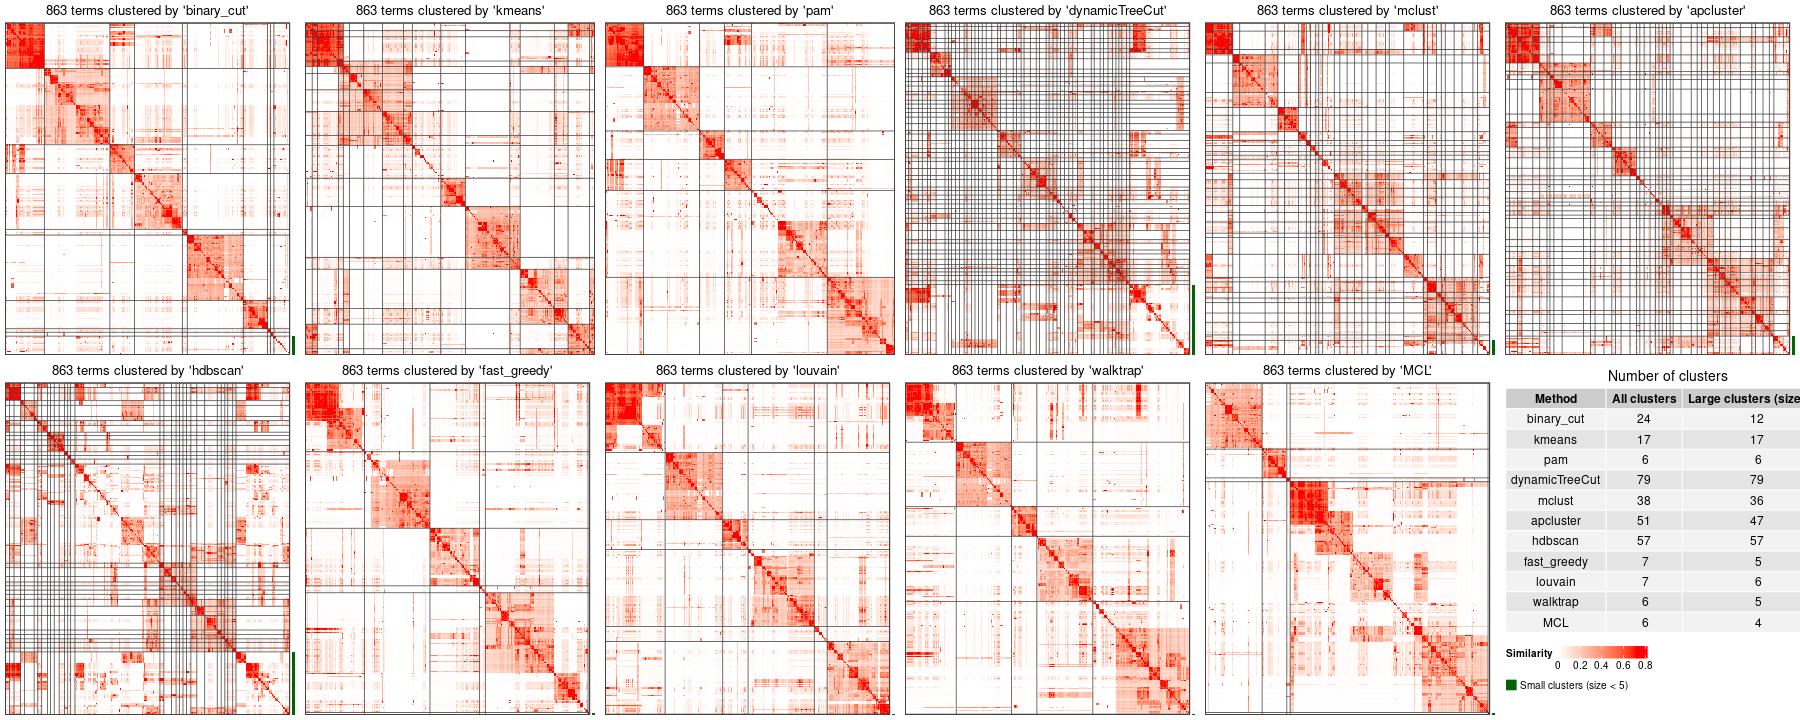 863 terms clustered by 'binary_cut'
863 terms clustered by 'kmeans'
863 terms clustered by 'pam'
863 terms clustered by 'dynamicTreeCut'
863 terms clustered by 'mclust'
863 terms clustered by 'apcluster'
863 terms clustered by 'hdbscan'
863 terms clustered by 'fast_greedy'
863 terms clustered by 'louvain'
863 terms clustered by 'walktrap'
863 terms clustered by 'MCL'
Number of clusters
Method All clusters Large clusters (size
binary_cut 24 12
kmeans 17 17
pam 6 6
dynamicTreeCut 79 79
mclust 38 36
apcluster 51 47
hdbscan 57 57
fast_greedy 7 5
louvain 7 6
walktrap 6 5
MCL 6 4
Similarity
0 0.2 0.4 0.6 0.8
Small clusters (size < 5)